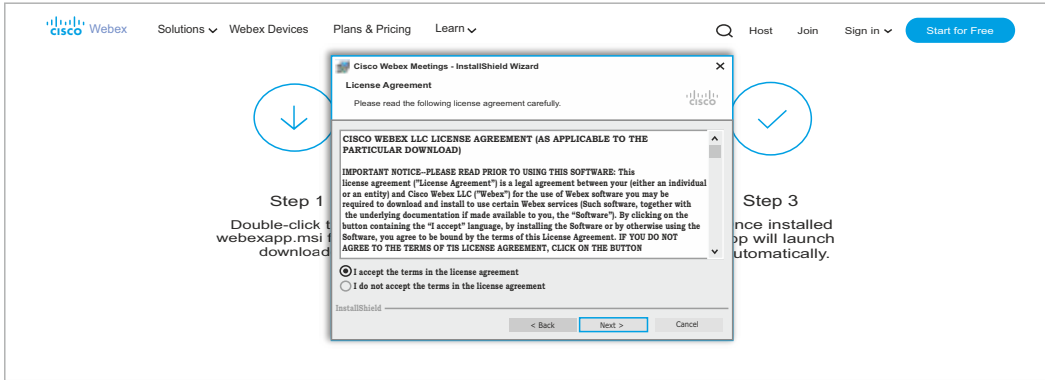 CISCO Webex Solutions Webex Devices Plans & Pricing Learn Host Join Sign in Start for Free
Cisco Webex Meetings - InstallShield Wizard
License Agreement
Please read the following license agreement carefully.
CISCO
CISCO WEBEX LLC LICENSE AGREEMENT (AS APPLICABLE TO THE
PARTICULAR DOWNLOAD)
IMPORTANT NOTICE--PLEASE READ PRIOR TO USING THIS SOFTWARE: This
license agreement ("License Agreement") is a legal agreement between your (either an individual
or an entity) and Cisco Webex LLC ("Webex") for the use of Webex software you may be
required to download and install to use certain Webex services (Such software, together with
the underlying documentation if made available to you, the “Software”). By clicking on the
button containing the “I accept” language, by installing the Software or by otherwise using the
Software, you agree to be bound by the terms of this License Agreement. IF YOU DO NOT
AGREE TO THE TERMS OF TIS LICENSE AGREEMENT, CLICK ON THE BUTTON
I accept the terms in the license agreement
I do not accept the terms in the license agreement
InstallShield
< Back Next > Cancel
Step 1
Double-click
webexapp.msi
download
Step 3
installed
will launch